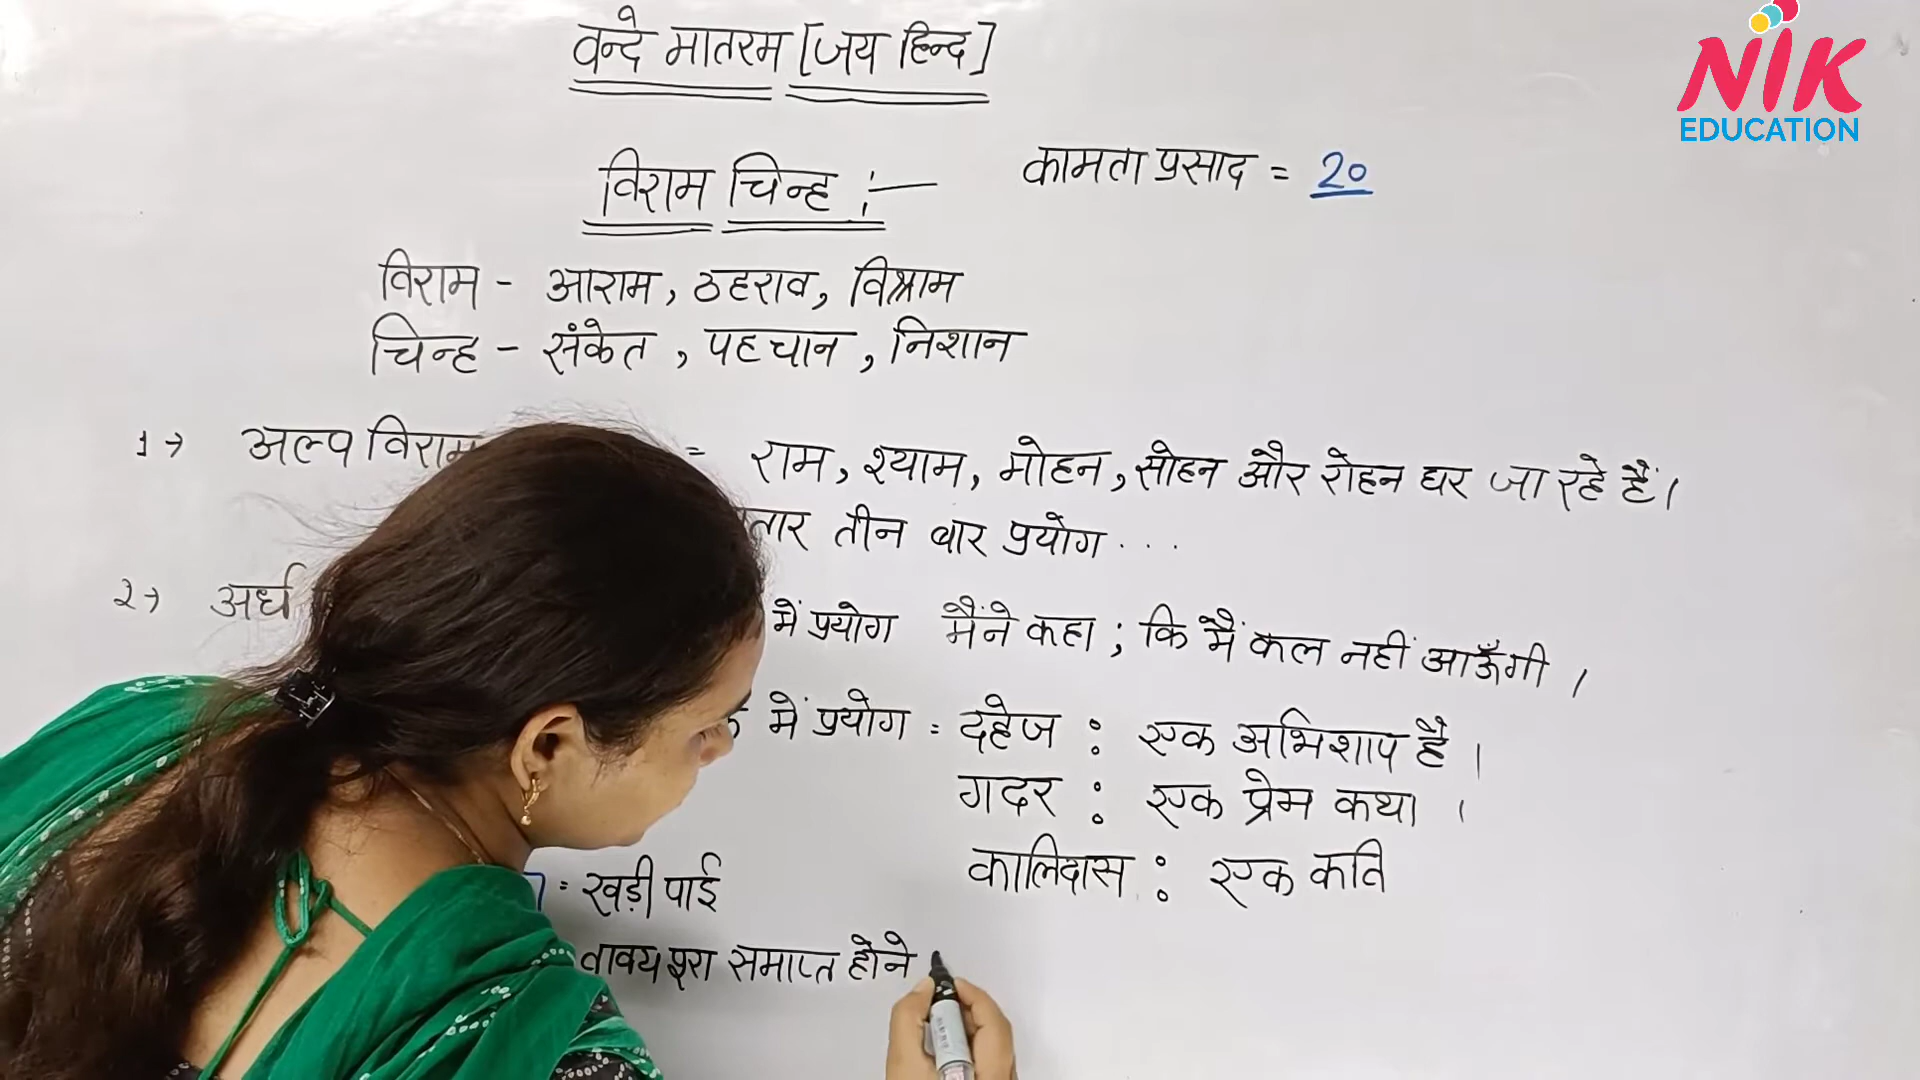 वन्दे मातरम [जय हिन्द]
NIK
EDUCATION
विराम चिन्ह :—
कामता प्रसाद = 20
विराम - आराम, ठहराव, विश्राम
चिन्ह - संकेत, पहचान, निशान
1→ अल्प विराम = राम, श्याम, मोहन, सोहन और रोहन घर जा रहे हैं।
तार तीन बार प्रयोग ...
2→ अर्ध में प्रयोग मैंने कहा ; कि मैं कल नहीं आऊँगी ।
में प्रयोग = दहेज : एक अभिशाप है ।
गदर : एक प्रेम कथा ।
कालिदास : एक कवि
= खड़ी पाई
वाक्य पूरा समाप्त होने